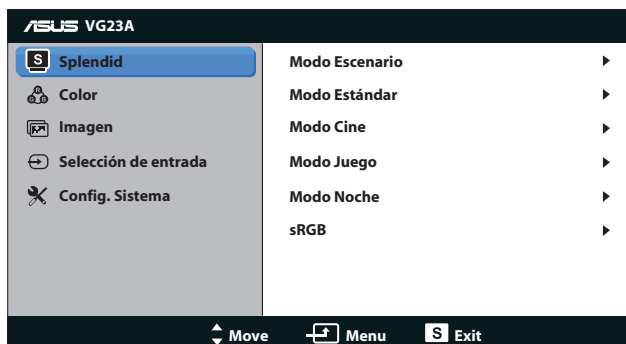 ASUS VG23A
S Splendid
Color
Imagen
Selección de entrada
Config. Sistema
Modo Escenario
Modo Estándar
Modo Cine
Modo Juego
Modo Noche
sRGB
Move Menu S Exit